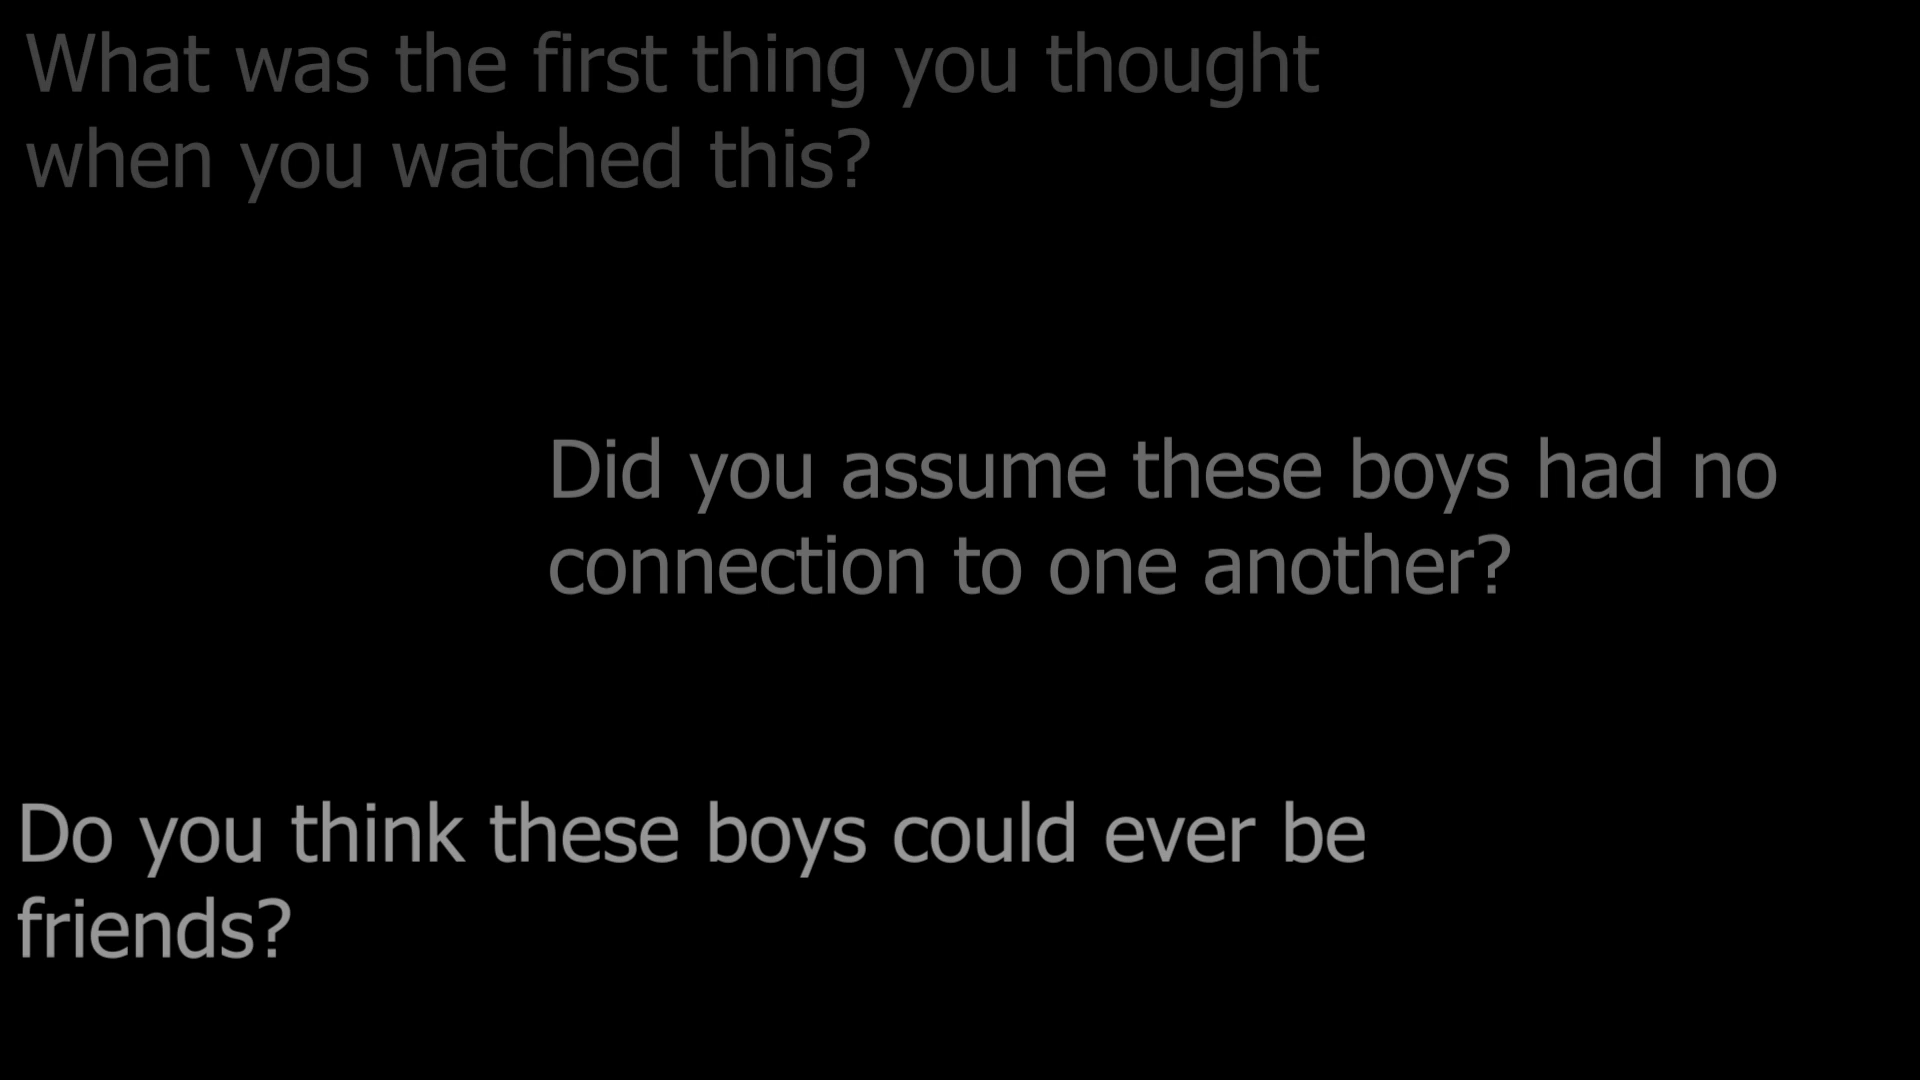 What was the first thing you thought
when you watched this?
Did you assume these boys had no
connection to one another?
Do you think these boys could ever be
friends?